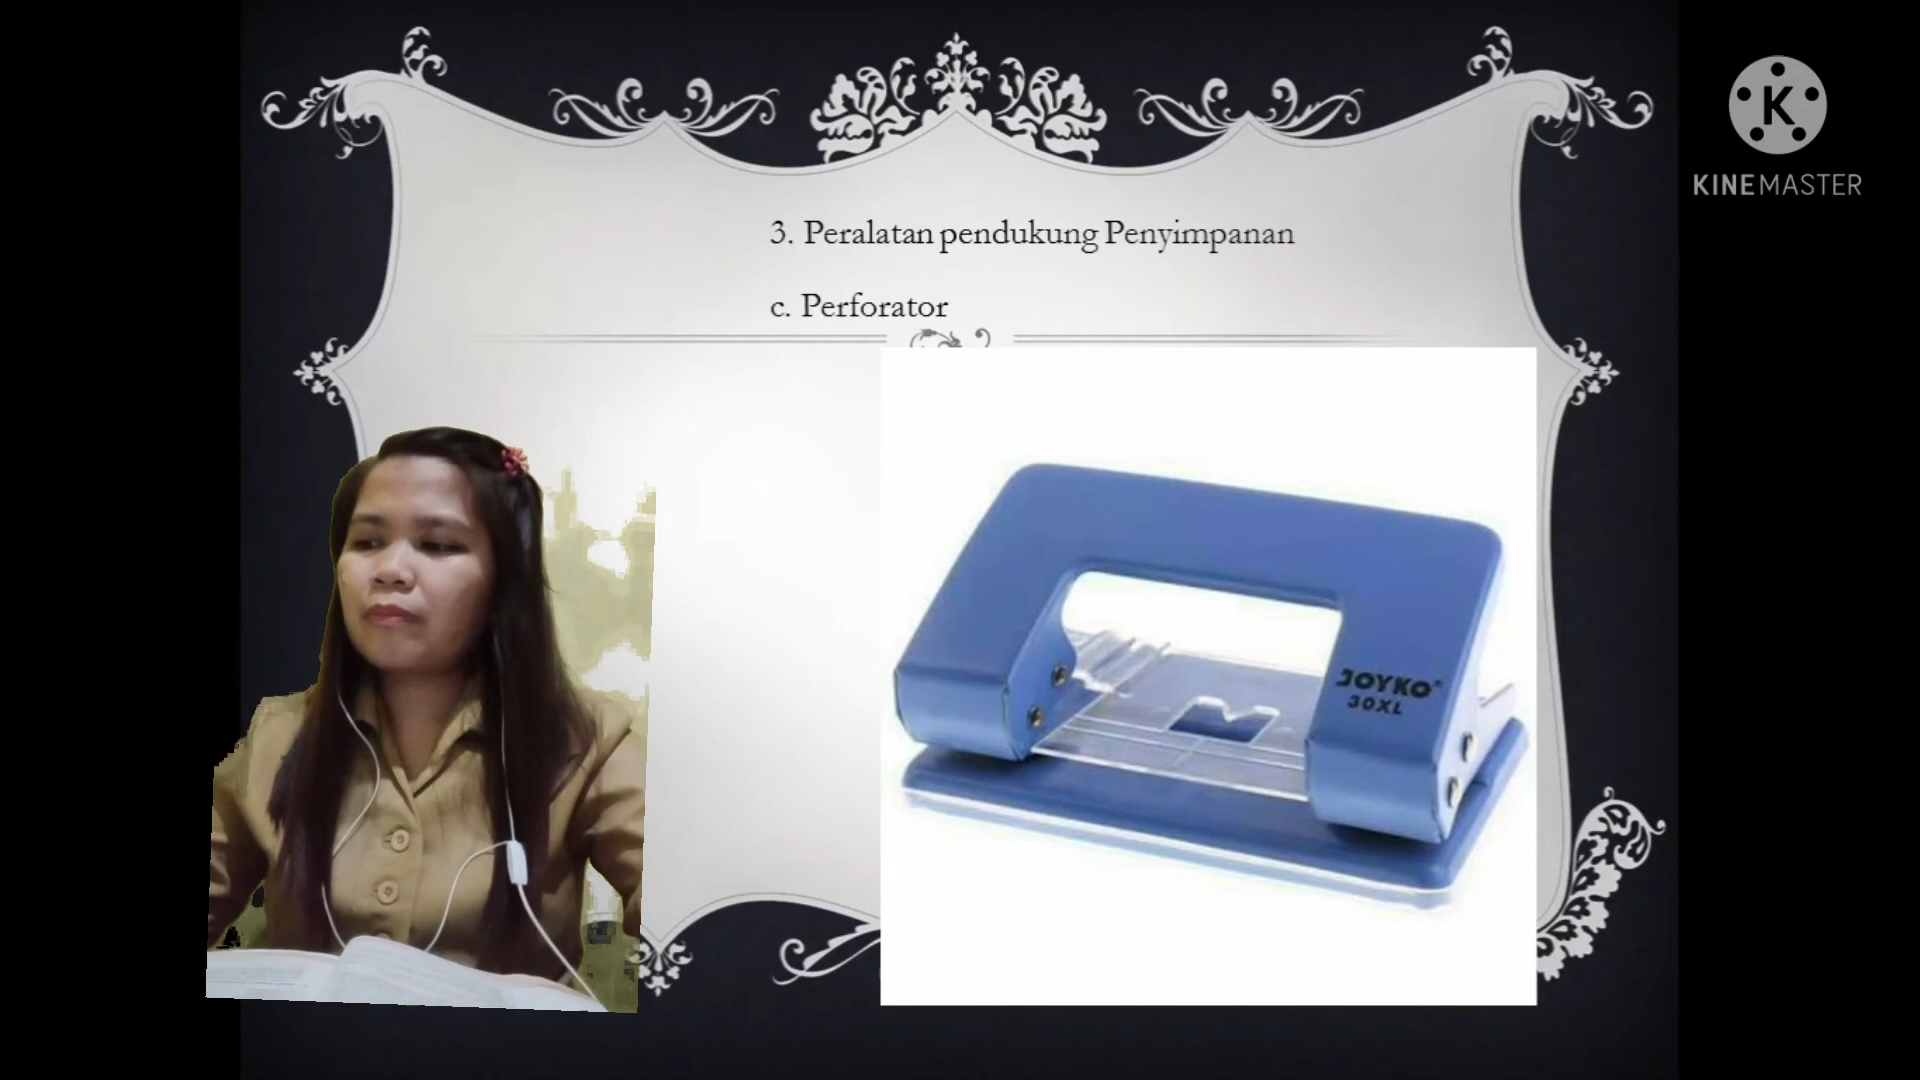 3. Peralatan pendukung Penyimpanan
c. Perforator
K
KINEMASTER
JOYKO®
30XL